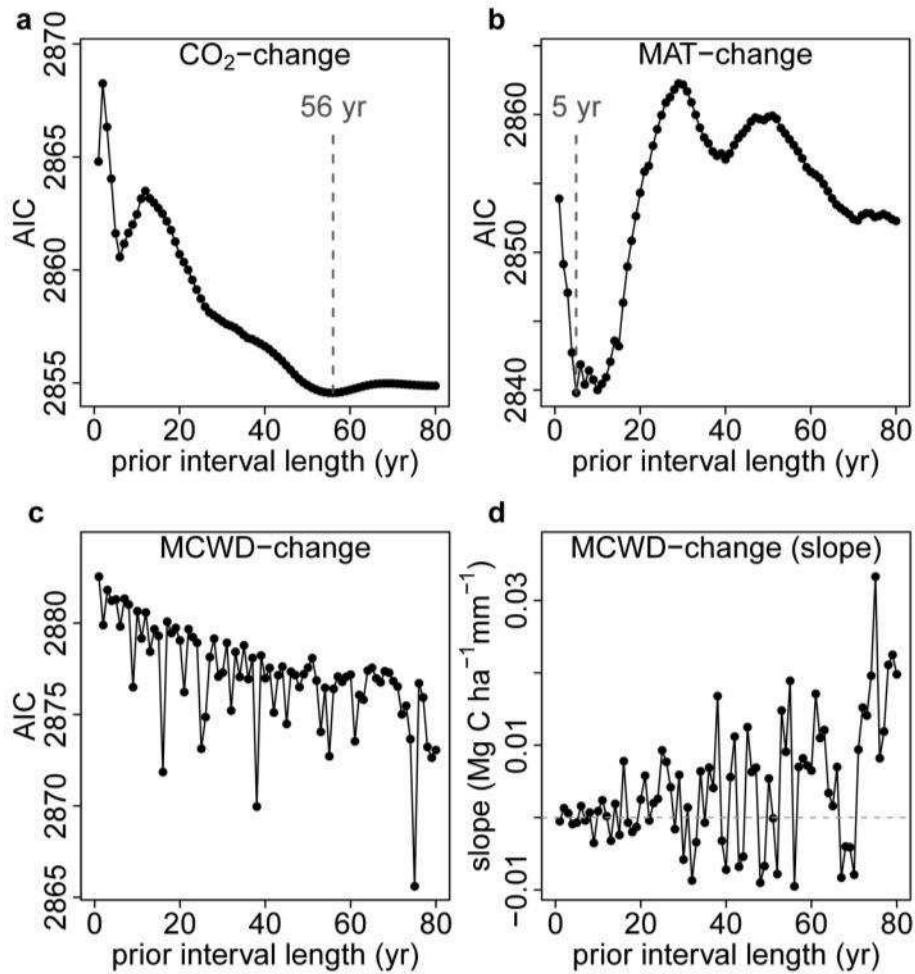 a
CO₂−change
56 yr
AIC
2855 2860 2865 2870
0 20 40 60 80
prior interval length (yr)
b
MAT−change
5 yr
AIC
2840 2850 2860
0 20 40 60 80
prior interval length (yr)
c
MCWD−change
AIC
2865 2870 2875 2880
0 20 40 60 80
prior interval length (yr)
d
MCWD−change (slope)
slope (Mg C ha⁻¹mm⁻¹)
−0.01 0.01 0.03
0 20 40 60 80
prior interval length (yr)